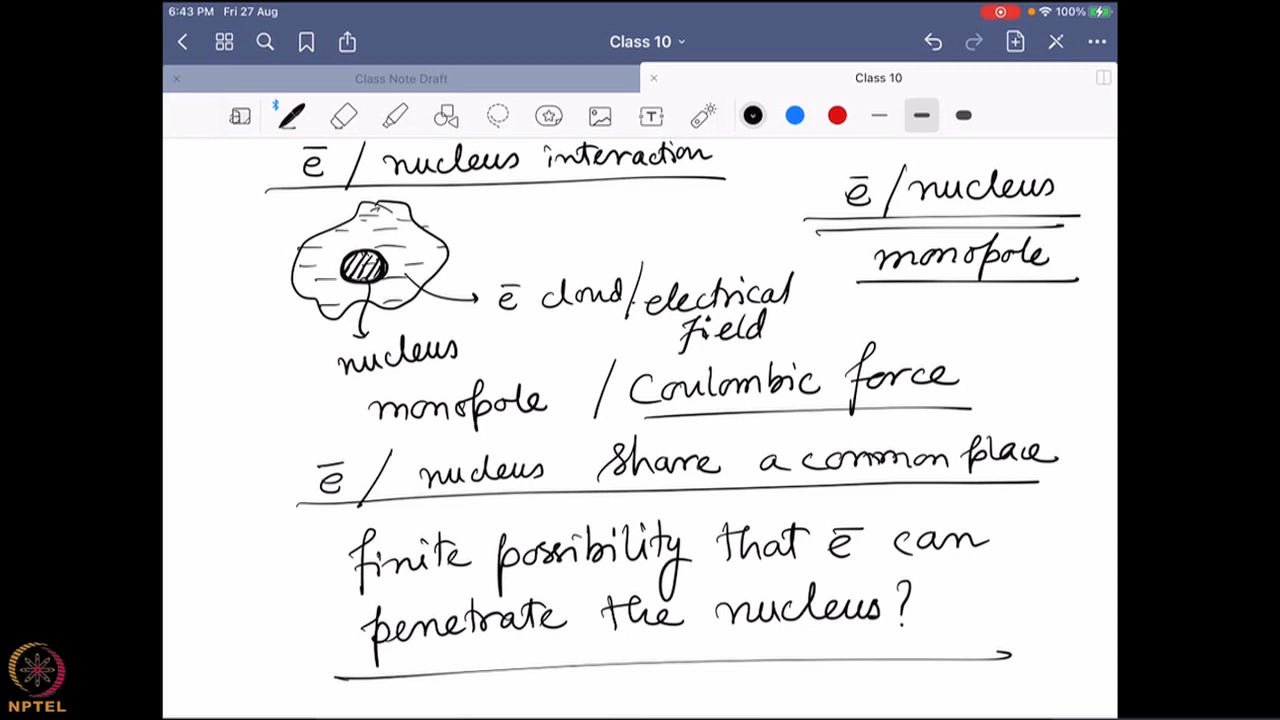 6:43 PM Fri 27 Aug
100%
Class 10
Class Note Draft
Class 10
T
ē / nucleus interaction
ē / nucleus
monopole
ē cloud / electrical
field
nucleus
monopole / Coulombic force
ē / nucleus share a common place
finite possibility that ē can
penetrate the nucleus?
NPTEL